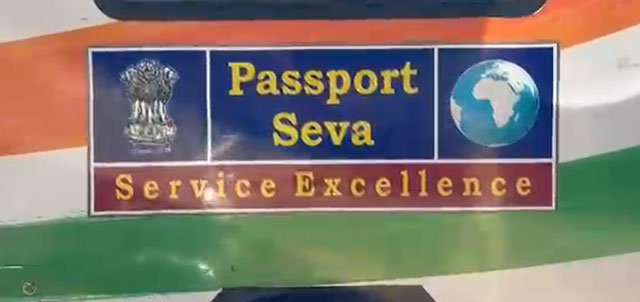 Passport
Seva
Service Excellence